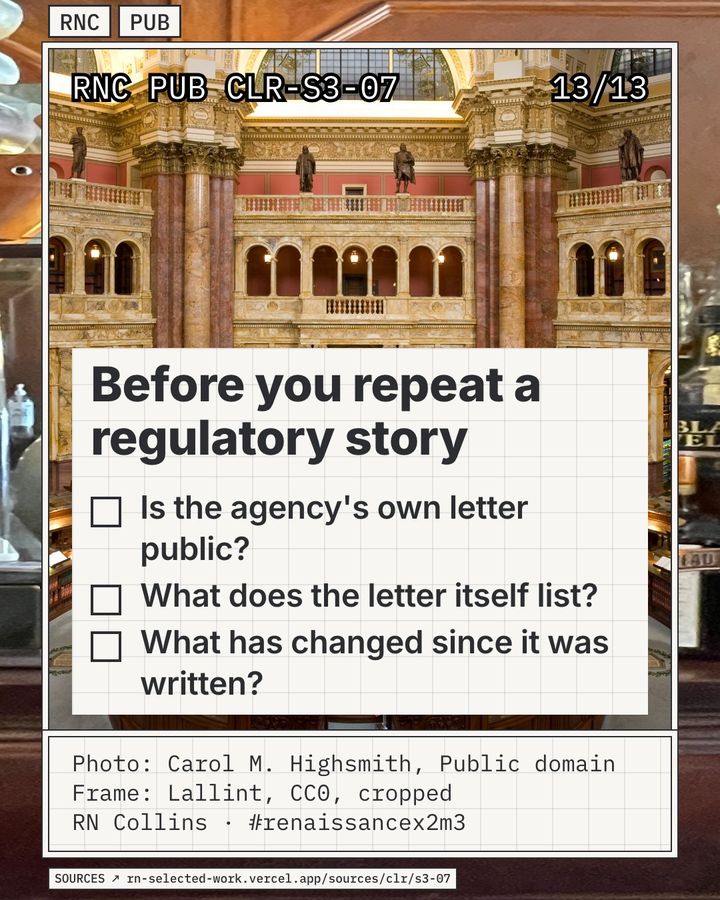 RNC PUB
RNC PUB CLR-S3-07 13/13
Before you repeat a
regulatory story
Is the agency's own letter
public?
What does the letter itself list?
What has changed since it was
written?
Photo: Carol M. Highsmith, Public domain
Frame: Lallint, CC0, cropped
RN Collins · #renaissancex2m3
SOURCES ↗ rn-selected-work.vercel.app/sources/clr/s3-07